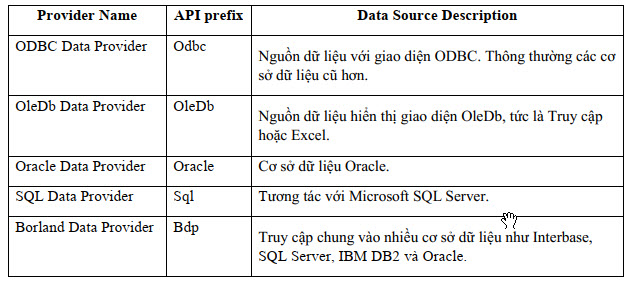 Provider Name API prefix Data Source Description
ODBC Data Provider Odbc Nguồn dữ liệu với giao diện ODBC. Thông thường các cơ
sở dữ liệu cũ hơn.
OleDb Data Provider OleDb Nguồn dữ liệu hiển thị giao diện OleDb, tức là Truy cập
hoặc Excel.
Oracle Data Provider Oracle Cơ sở dữ liệu Oracle.
SQL Data Provider Sql Tương tác với Microsoft SQL Server.
Borland Data Provider Bdp Truy cập chung vào nhiều cơ sở dữ liệu như Interbase,
SQL Server, IBM DB2 và Oracle.